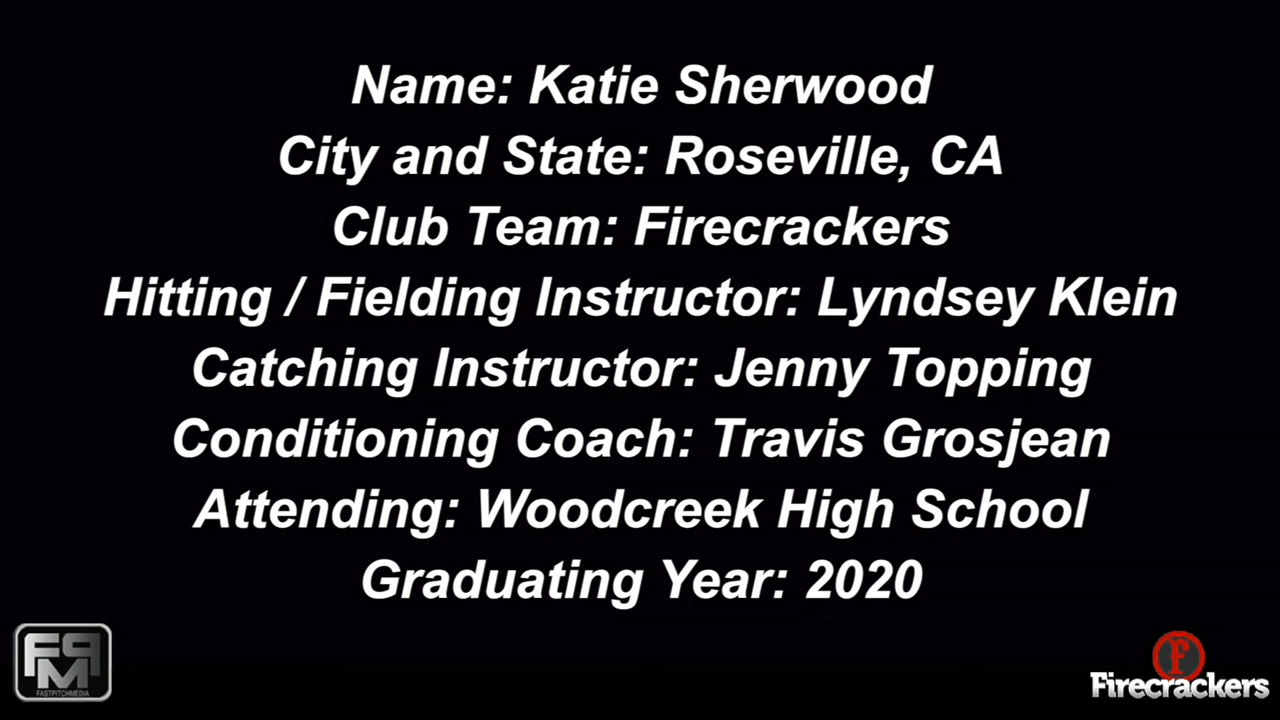 Name: Katie Sherwood
City and State: Roseville, CA
Club Team: Firecrackers
Hitting / Fielding Instructor: Lyndsey Klein
Catching Instructor: Jenny Topping
Conditioning Coach: Travis Grosjean
Attending: Woodcreek High School
Graduating Year: 2020
FPM
FASTPITCHMEDIA
F
Firecrackers